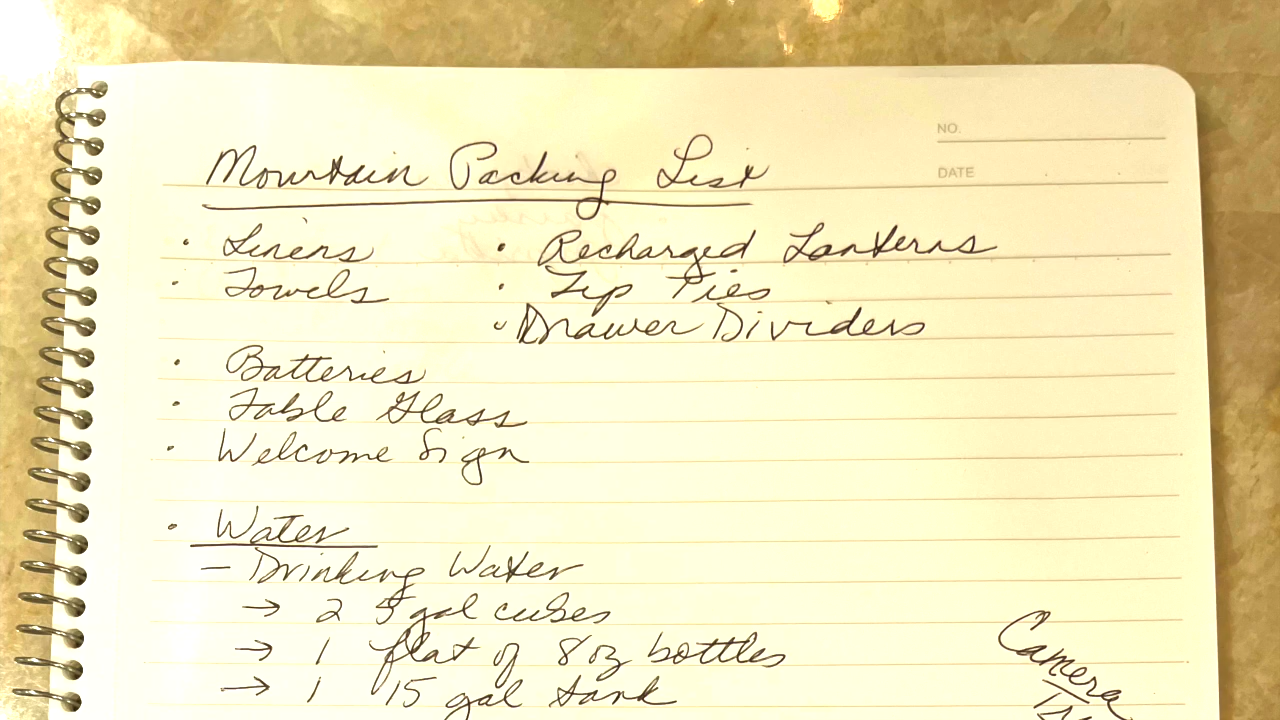 NO.
DATE
Mountain Packing List
· Linens
· Towels
· Recharged Lanterns
· Zip Ties
· Drawer Dividers
· Batteries
· Table Glass
· Welcome Sign
· Water
— Drinking Water
→ 2 5 gal cubes
→ 1 flat of 8 oz bottles
→ 1 15 gal tank
Camera